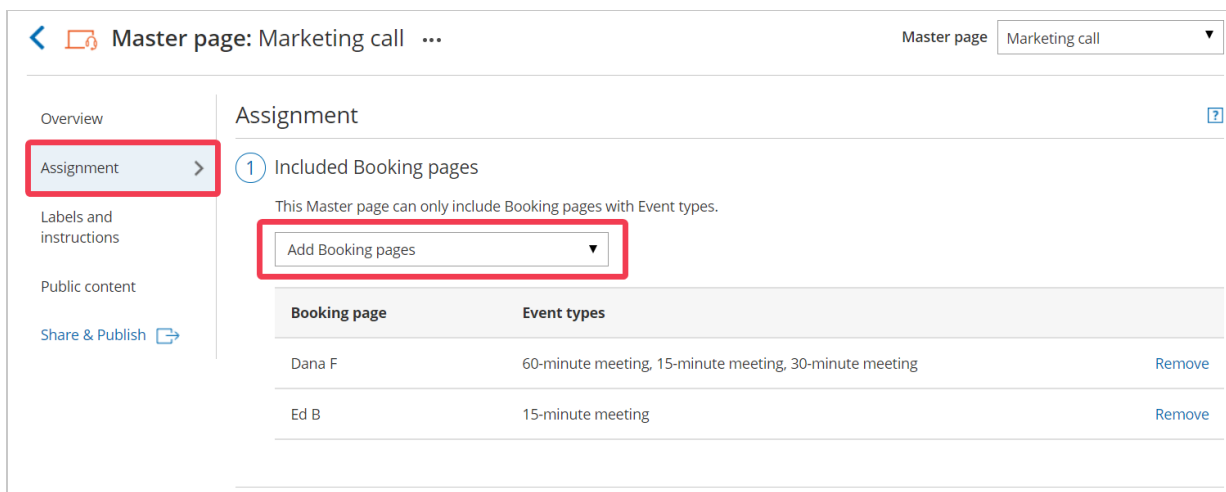 Master page: Marketing call ...
Master page Marketing call
Overview
Assignment
Labels and
instructions
Public content
Share & Publish
Assignment
?
1 Included Booking pages
This Master page can only include Booking pages with Event types.
Add Booking pages
Booking page Event types
Dana F 60-minute meeting, 15-minute meeting, 30-minute meeting Remove
Ed B 15-minute meeting Remove